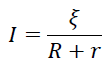 I = ξ / (R + r)